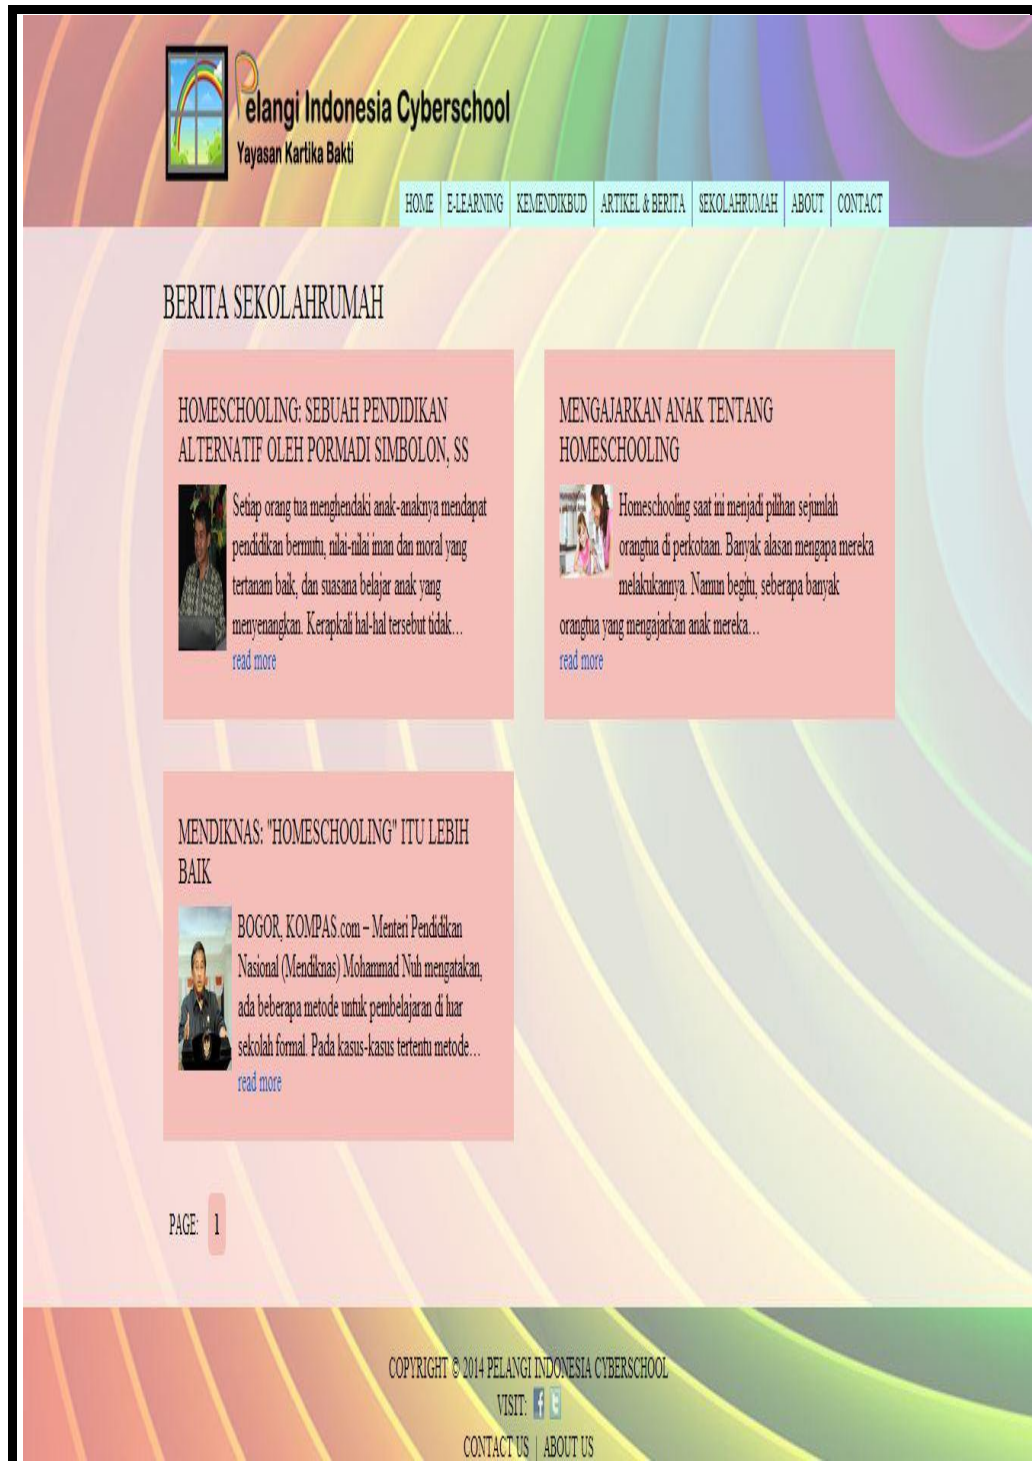 Pelangi Indonesia Cyberschool
Yayasan Kartika Bakti
HOME E-LEARNING KEMENDIKBUD ARTIKEL & BERITA SEKOLAHRUMAH ABOUT CONTACT
BERITA SEKOLAHRUMAH
HOMESCHOOLING: SEBUAH PENDIDIKAN
ALTERNATIF OLEH PORMADI SIMBOLON, SS
Setiap orang tua menghendaki anak-anaknya mendapat
pendidikan bermutu, nilai-nilai iman dan moral yang
tertanam baik, dan suasana belajar anak yang
menyenangkan. Kerapkali hal-hal tersebut tidak…
read more
MENGAJARKAN ANAK TENTANG
HOMESCHOOLING
Homeschooling saat ini menjadi pilihan sejumlah
orangtua di perkotaan. Banyak alasan mengapa mereka
melakukannya. Namun begitu, seberapa banyak
orangtua yang mengajarkan anak mereka…
read more
MENDIKNAS: "HOMESCHOOLING" ITU LEBIH
BAIK
BOGOR, KOMPAS.com – Menteri Pendidikan
Nasional (Mendiknas) Mohammad Nuh mengatakan,
ada beberapa metode untuk pembelajaran di luar
sekolah formal. Pada kasus-kasus tertentu metode…
read more
PAGE: 1
COPYRIGHT © 2014 PELANGI INDONESIA CYBERSCHOOL
VISIT: f t
CONTACT US | ABOUT US